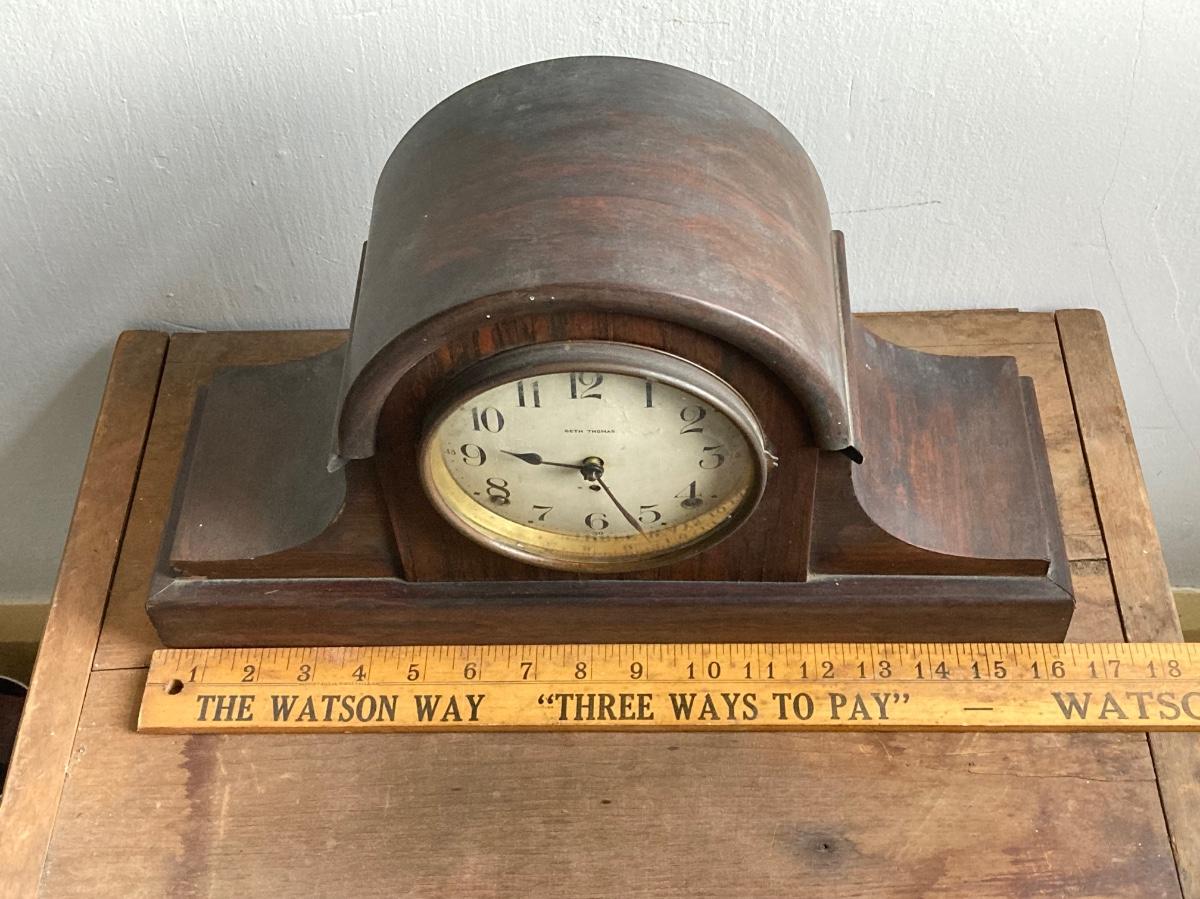 11 12 1
10 2
SETH THOMAS
9 3
8 4
7 6 5
1 2 3 4 5 6 7 8 9 10 11 12 13 14 15 16 17 18
THE WATSON WAY "THREE WAYS TO PAY" — WATSO